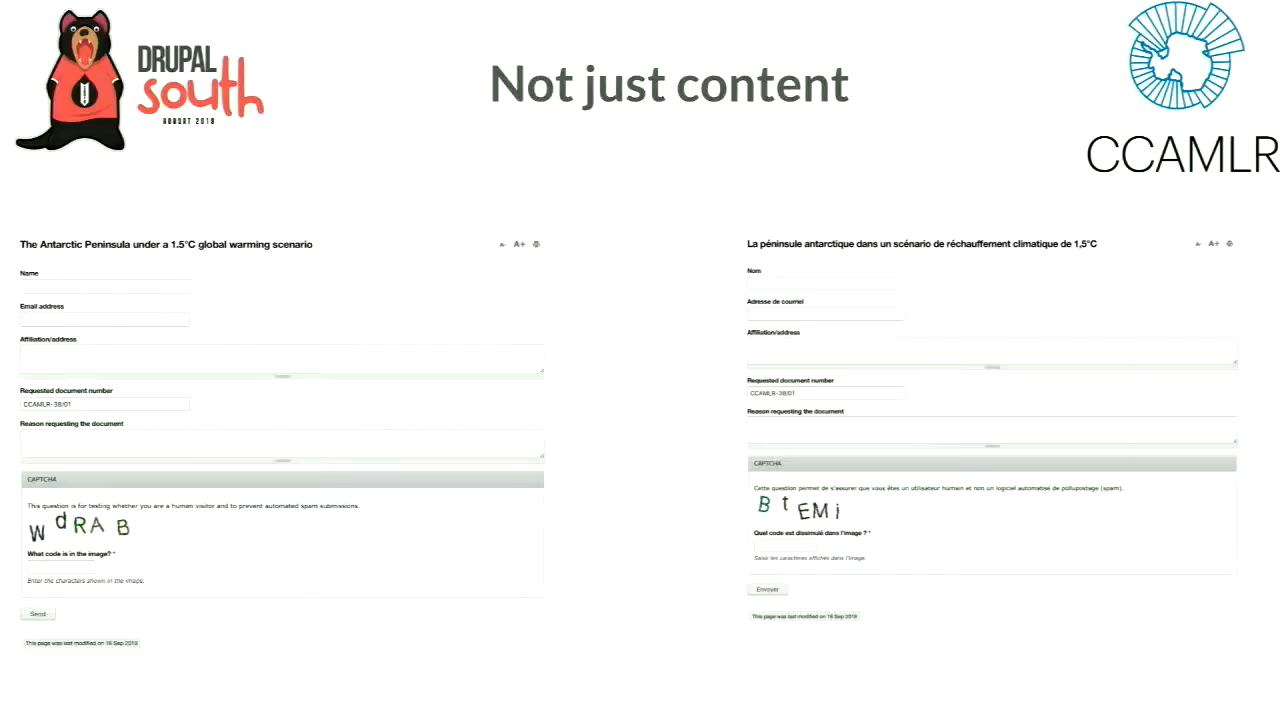 DRUPAL
south
HOBART 2019
Not just content
CCAMLR
The Antarctic Peninsula under a 1.5°C global warming scenario
A- A+
Name
Email address
Affiliation/address
Requested document number
CCAMLR-38/01
Reason requesting the document
CAPTCHA
This question is for testing whether you are a human visitor and to prevent automated spam submissions.
W d R A B
What code is in the image? *
Enter the characters shown in the image.
Send
This page was last modified on 16 Sep 2019
La péninsule antarctique dans un scénario de réchauffement climatique de 1,5°C
A- A+
Nom
Adresse de courriel
Affiliation/address
Requested document number
CCAMLR-38/01
Reason requesting the document
CAPTCHA
Cette question permet de s'assurer que vous êtes un utilisateur humain et non un logiciel automatisé de pollupostage (spam).
B t E M i
Quel code est dissimulé dans l'image ? *
Saisir les caractères affichés dans l'image.
Envoyer
This page was last modified on 16 Sep 2019